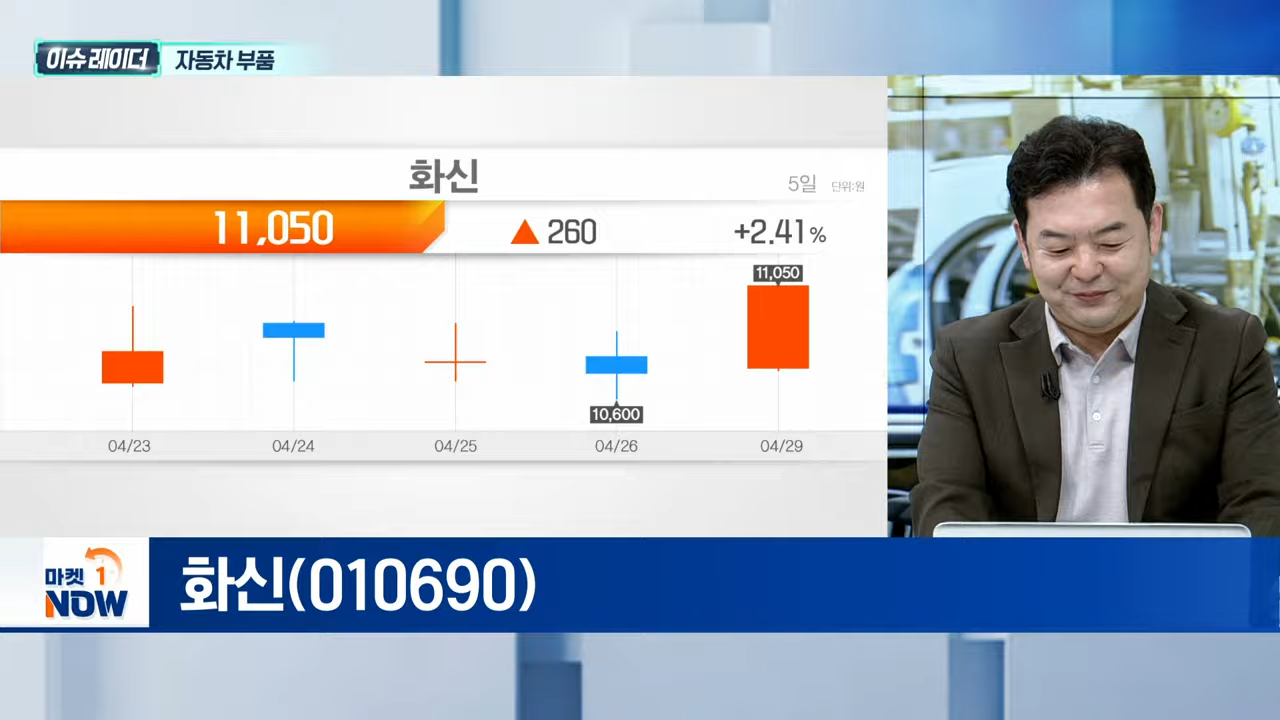 이슈 레이더 자동차 부품
화신
5일 단위:원
11,050 ▲ 260 +2.41%
11,050
10,600
04/23 04/24 04/25 04/26 04/29
마켓 1
NOW
화신(010690)